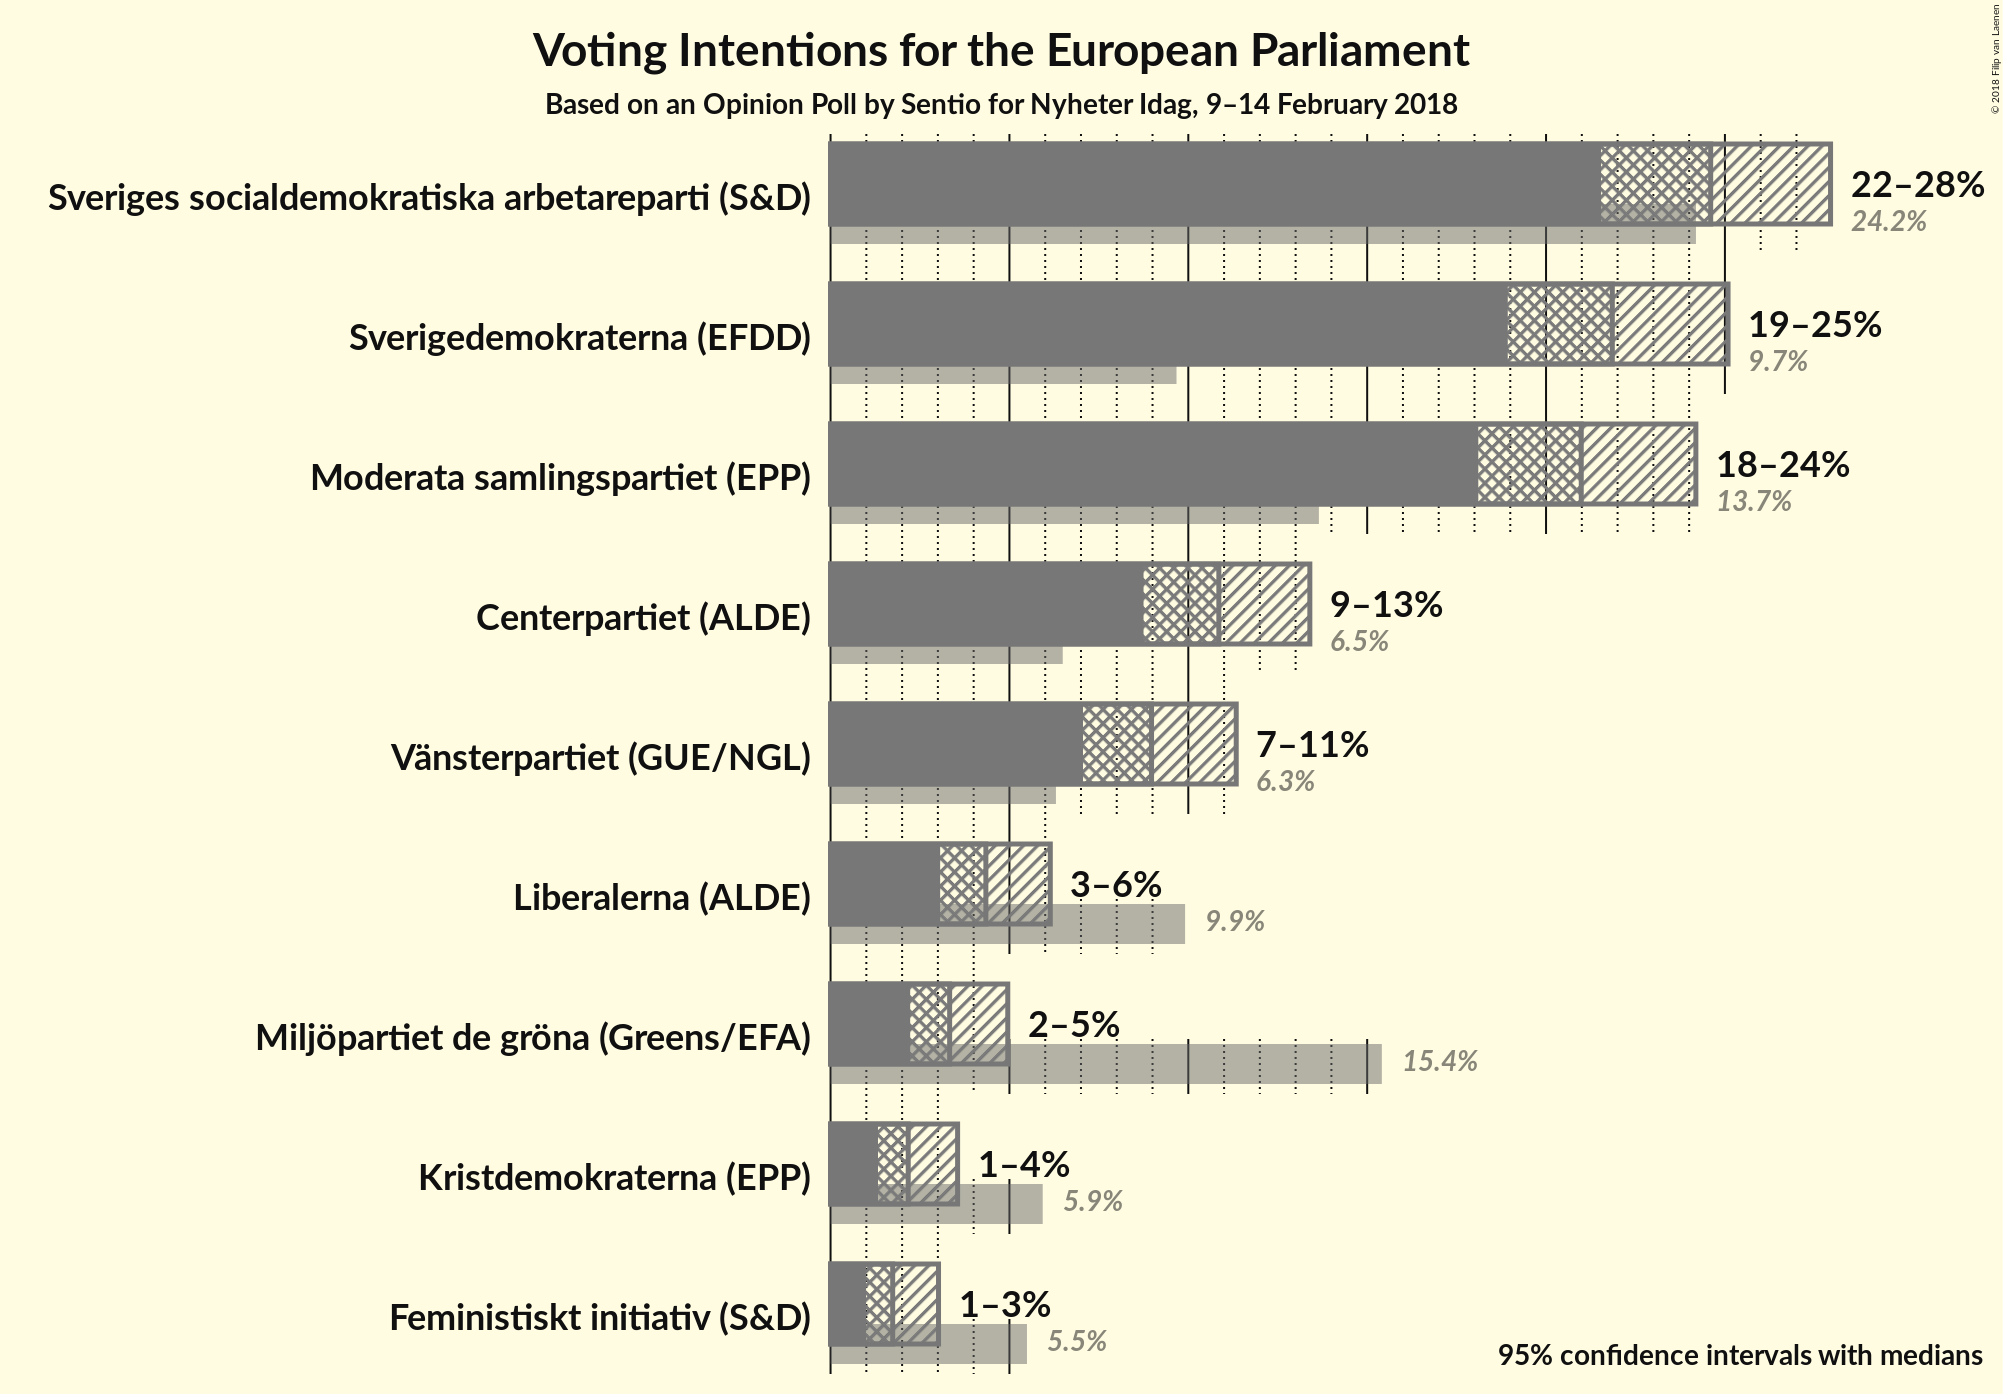 Voting Intentions for the European Parliament
Based on an Opinion Poll by Sentio for Nyheter Idag, 9–14 February 2018
© 2018 Filip van Laenen
Sveriges socialdemokratiska arbetareparti (S&D)
22–28%
24.2%
Sverigedemokraterna (EFDD)
19–25%
9.7%
Moderata samlingspartiet (EPP)
18–24%
13.7%
Centerpartiet (ALDE)
9–13%
6.5%
Vänsterpartiet (GUE/NGL)
7–11%
6.3%
Liberalerna (ALDE)
3–6%
9.9%
Miljöpartiet de gröna (Greens/EFA)
2–5%
15.4%
Kristdemokraterna (EPP)
1–4%
5.9%
Feministiskt initiativ (S&D)
1–3%
5.5%
95% confidence intervals with medians